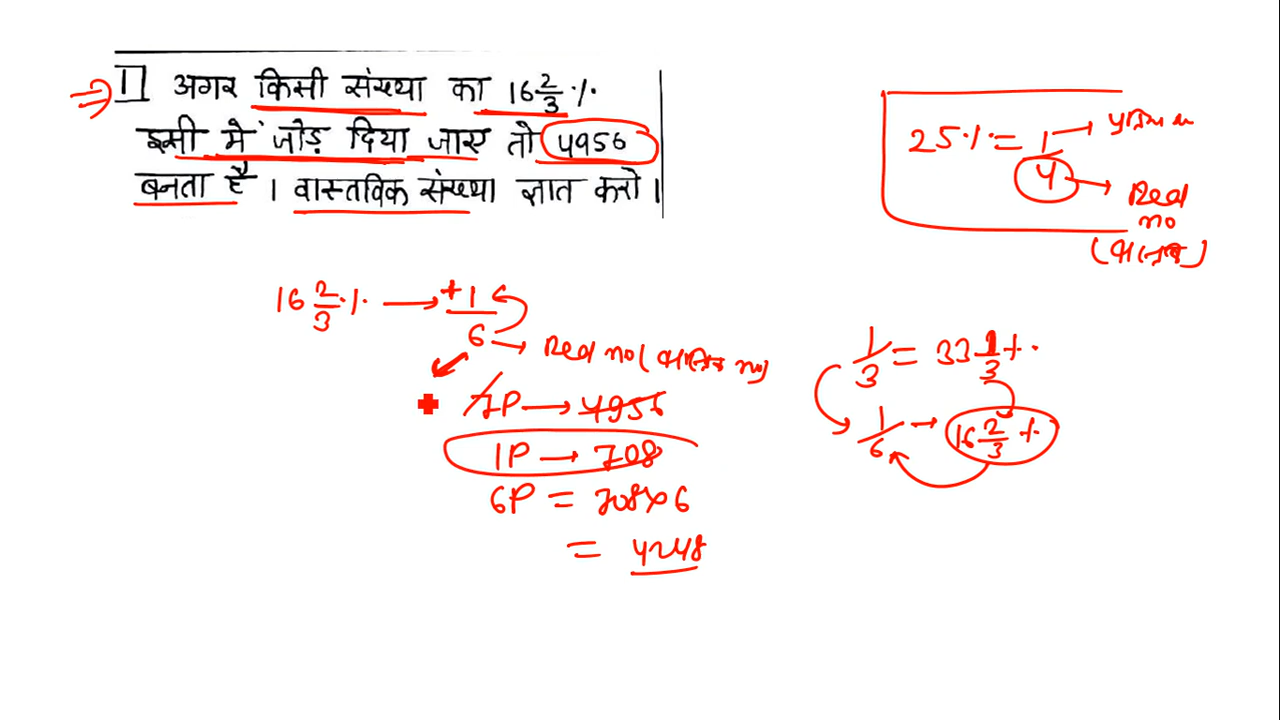 1 अगर किसी संख्या का 16 2/3 %
इसी में जोड़ दिया जाए तो 4956
बनता है । वास्तविक संख्या ज्ञात करो ।
25% = 1/4
Real
no
16 2/3 % → +1/6
→ Real no (
7P → 4956
1P → 708
6P = 708×6
= 4248
1/3 = 33 1/3 %
1/6 → 16 2/3 %